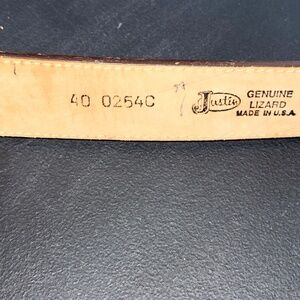 40 0254C
Justin
GENUINE
LIZARD
MADE IN U.S.A.